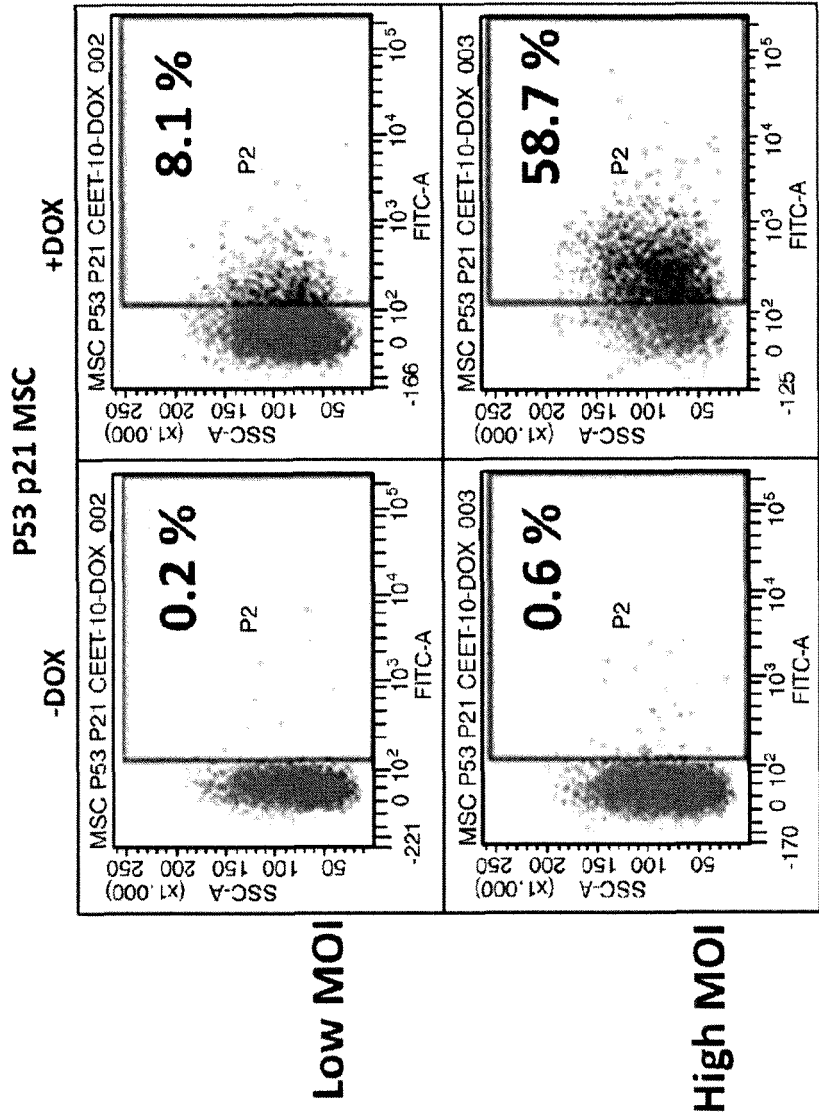 P53 p21 MSC
-DOX
+DOX
Low MOI
MSC P53 P21 CEET-10-DOX 002
SSC-A
(x1.000)
50 100 150 200 250
0.2 %
P2
-221 0 10² 10³ 10⁴ 10⁵
FITC-A
MSC P53 P21 CEET-10-DOX 002
SSC-A
(x1.000)
50 100 150 200 250
8.1 %
P2
-166 0 10² 10³ 10⁴ 10⁵
FITC-A
High MOI
MSC P53 P21 CEET-10-DOX 003
SSC-A
(x1.000)
50 100 150 200 250
0.6 %
P2
-170 0 10² 10³ 10⁴ 10⁵
FITC-A
MSC P53 P21 CEET-10-DOX 003
SSC-A
(x1.000)
50 100 150 200 250
58.7 %
P2
-125 0 10² 10³ 10⁴ 10⁵
FITC-A